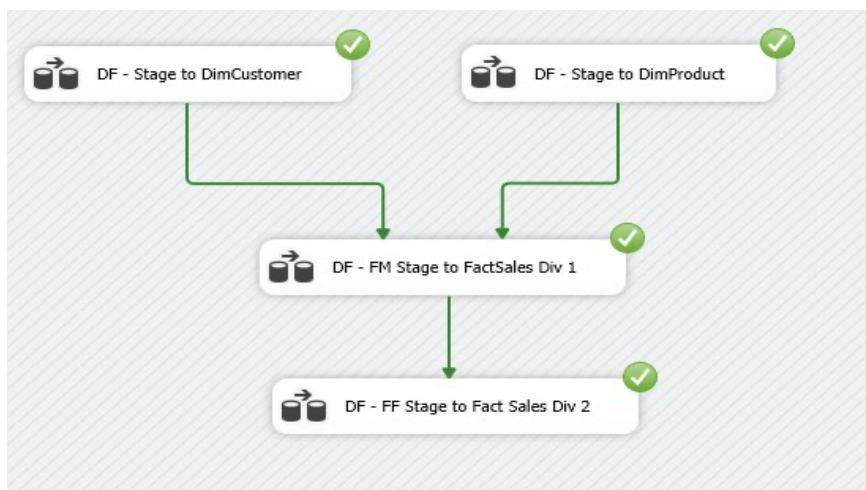 DF - Stage to DimCustomer
DF - Stage to DimProduct
DF - FM Stage to FactSales Div 1
DF - FF Stage to Fact Sales Div 2